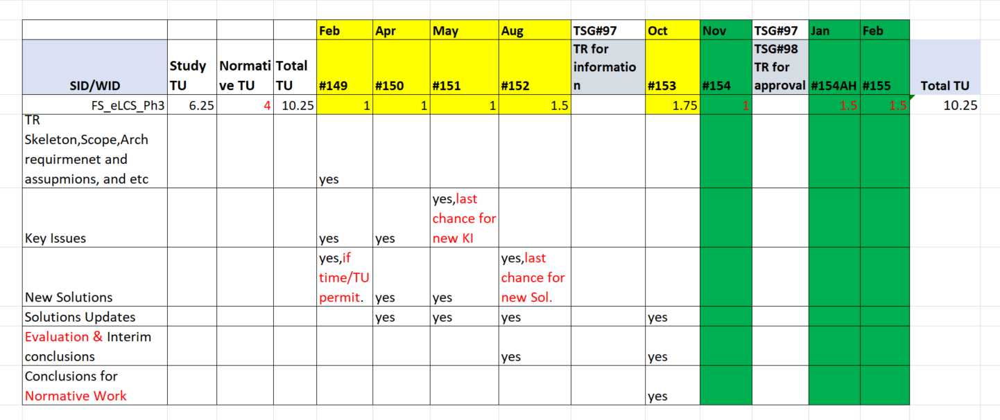 Feb Apr May Aug TSG#97 Oct Nov TSG#97 Jan Feb
SID/WID Study TU Normati ve TU Total TU #149 #150 #151 #152 TR for informatio n #153 #154 TSG#98 TR for approval #154AH #155 Total TU
FS_eLCS_Ph3 6.25 4 10.25 1 1 1 1.5 1.75 1 1.5 1.5 10.25
TR
Skeleton,Scope,Arch
requirmenet and
assupmions, and etc yes
Key Issues yes yes yes,last chance for new KI
New Solutions yes,if time/TU permit. yes yes yes,last chance for new Sol.
Solutions Updates yes yes yes yes
Evaluation & Interim
conclusions yes yes
Conclusions for
Normative Work yes